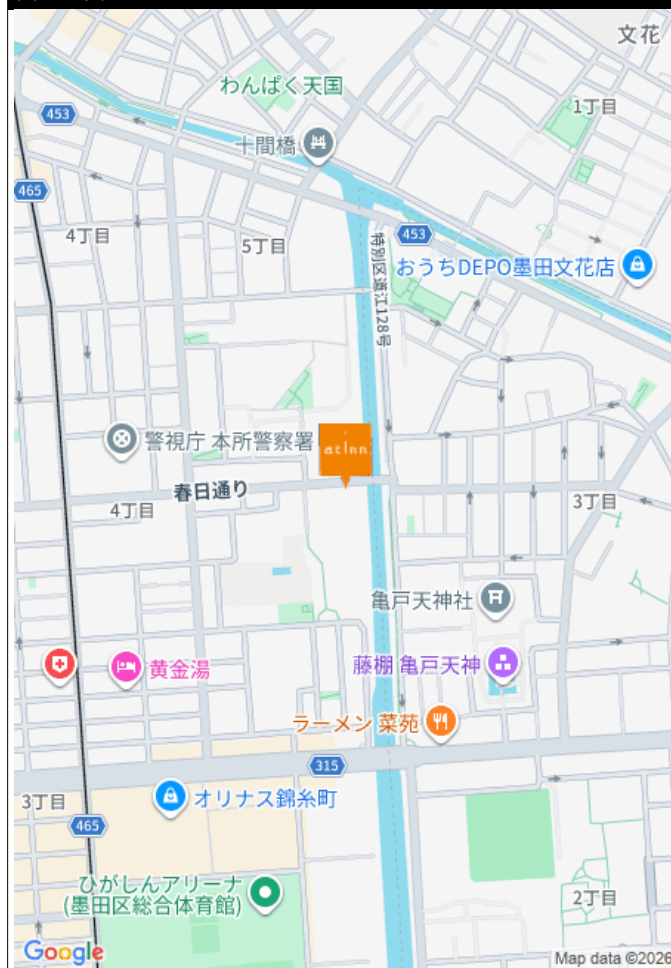 文花
わんぱく天国
1丁目
453
十間橋
465
4丁目
5丁目
453
特別区道江128号
おうちDEPO墨田文花店
警視庁 本所警察署
at inn
春日通り
4丁目
3丁目
亀戸天神社
黄金湯
藤棚 亀戸天神
ラーメン 菜苑
315
オリナス錦糸町
3丁目
465
ひがしんアリーナ
(墨田区総合体育館)
2丁目
Google
Map data ©2026